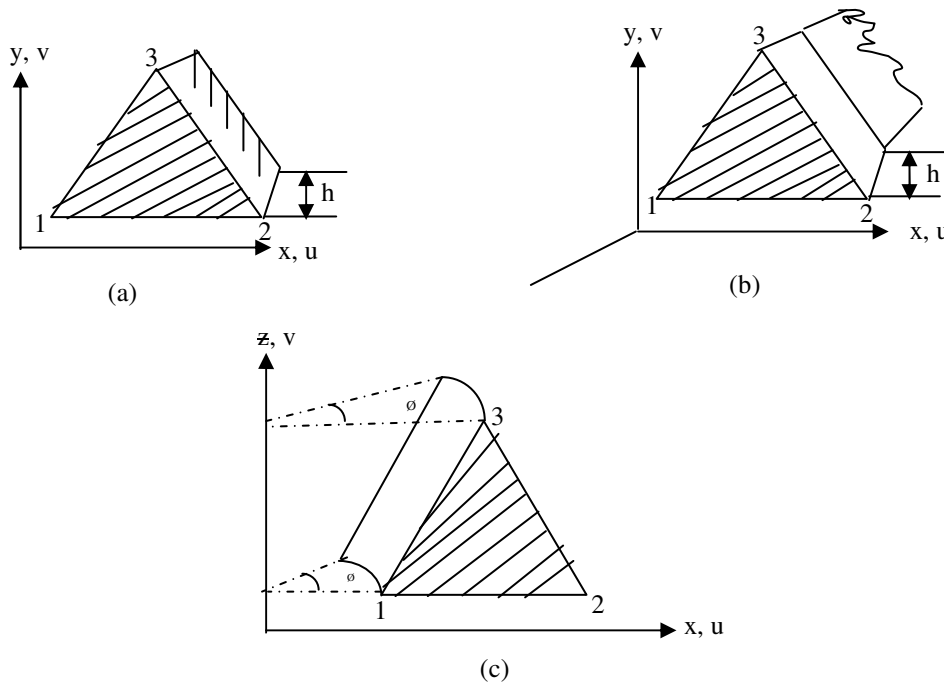 y, v
3
h
1
2
x, u
(a)
y, v
3
h
1
2
x, u
(b)
z, v
ø
3
ø
1
2
x, u
(c)